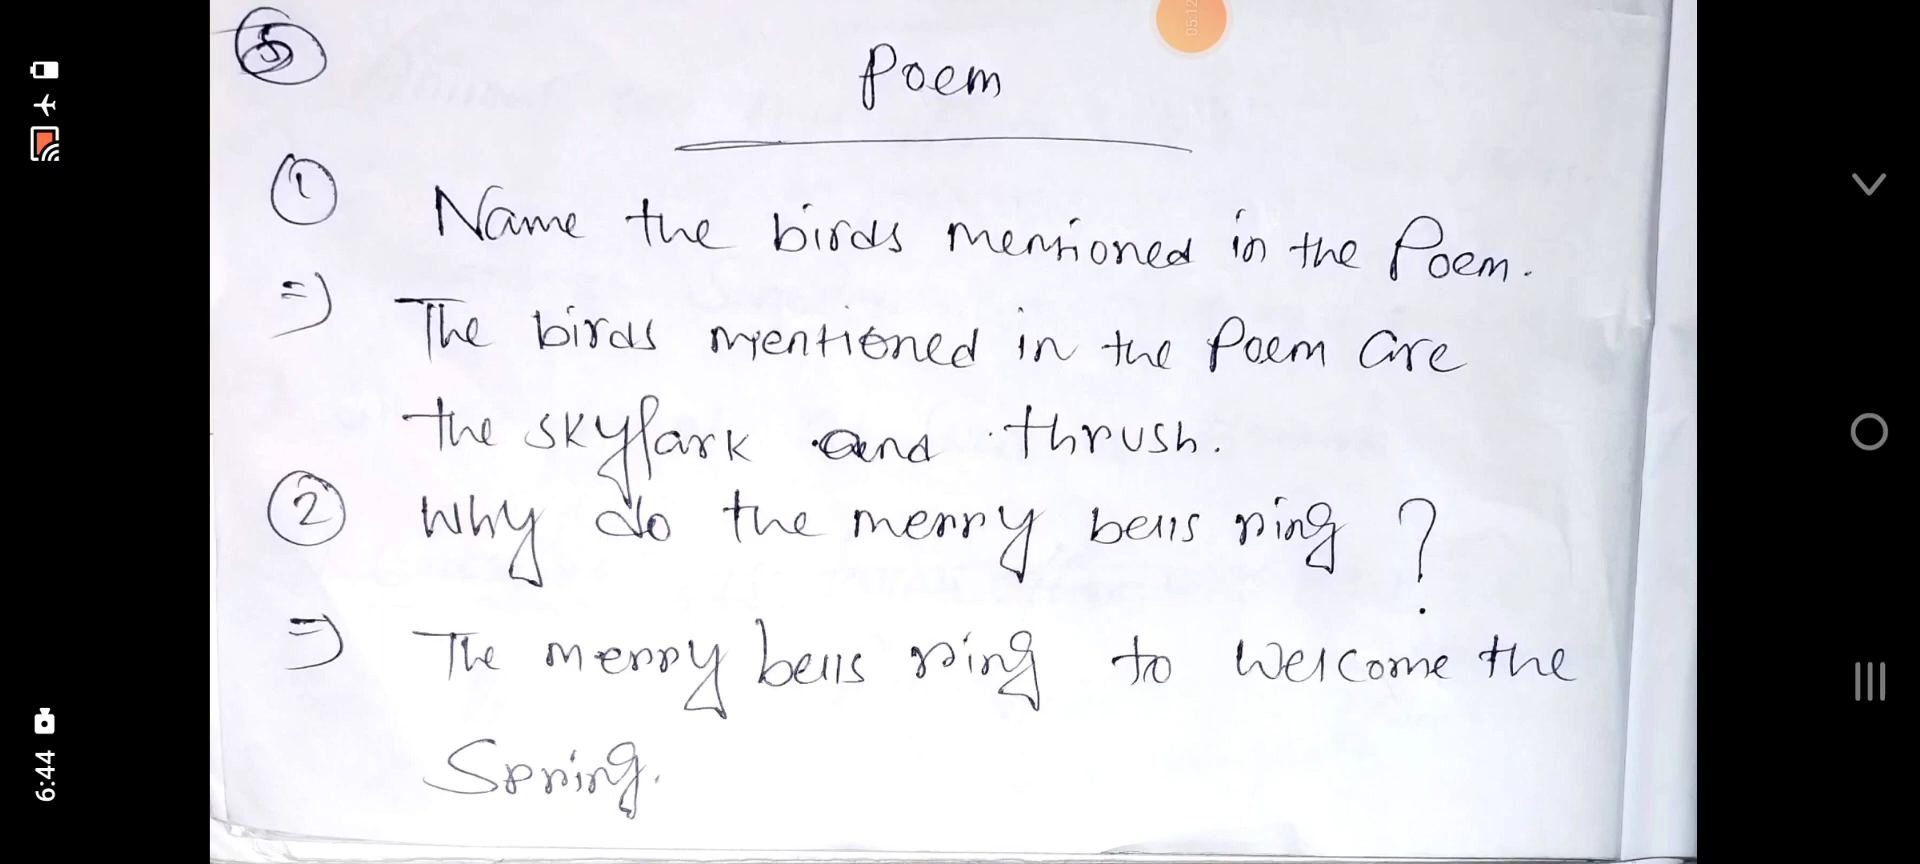 5
Poem
1 Name the birds mentioned in the Poem.
=) The birds mentioned in the Poem are
the skylark and thrush.
2 Why do the merry bells ring ?
=) The merry bells ring to welcome the
Spring.
05:12
6:44